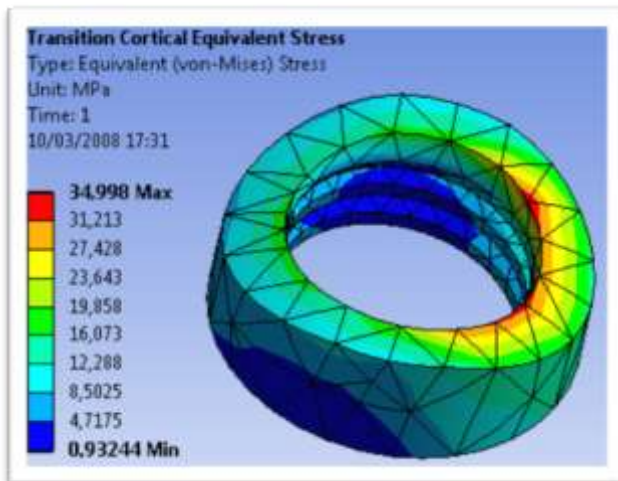 Transition Cortical Equivalent Stress
Type: Equivalent (von-Mises) Stress
Unit: MPa
Time: 1
10/03/2008 17:31
34,998 Max
31,213
27,428
23,643
19,858
16,073
12,288
8,5025
4,7175
0,93244 Min